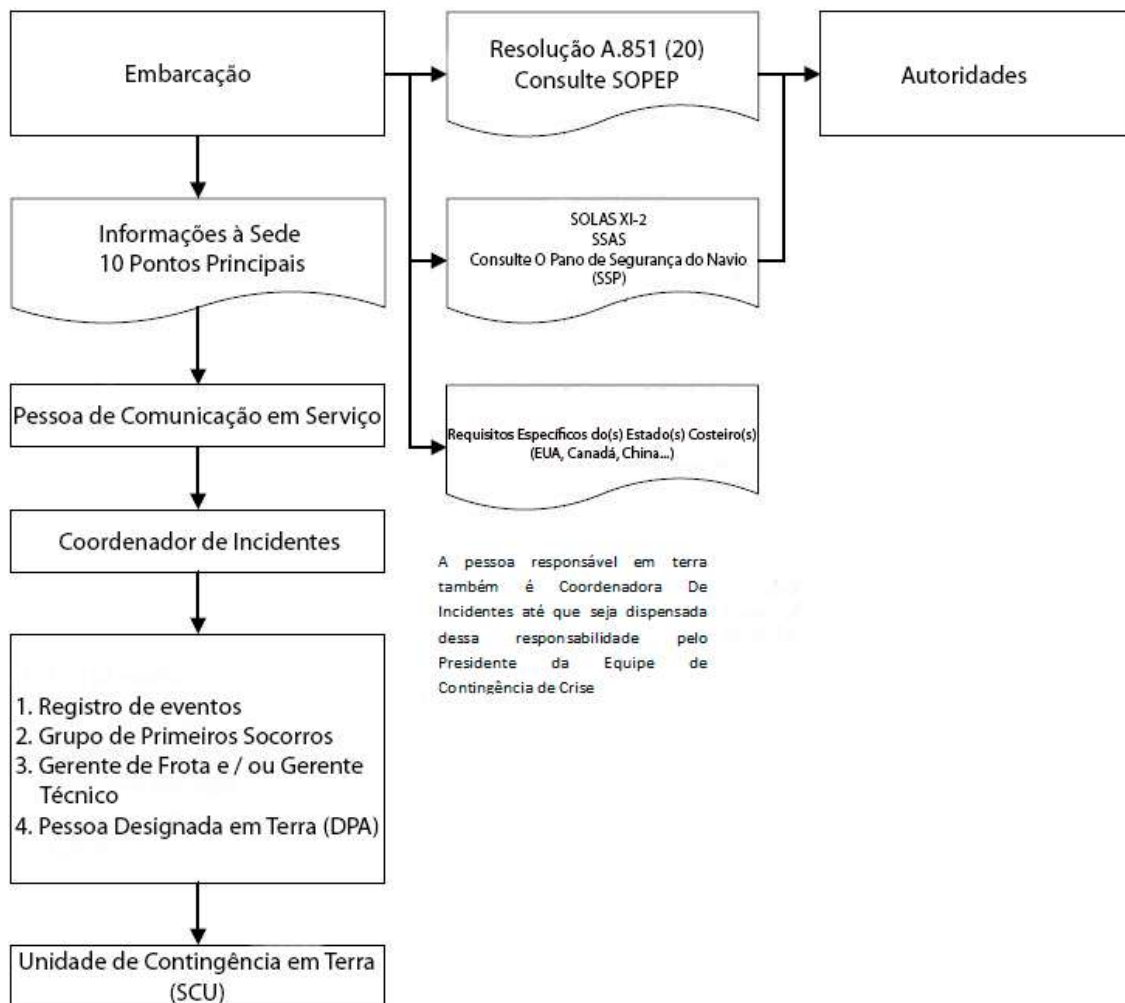 Embarcação
Resolução A.851 (20)
Consulte SOPEP
Autoridades
Informações à Sede
10 Pontos Principais
SOLAS XI-2
SSAS
Consulte O Pano de Segurança do Navio
(SSP)
Pessoa de Comunicação em Serviço
Requisitos Específicos do(s) Estado(s) Costeiro(s)
(EUA, Canadá, China...)
Coordenador de Incidentes
A pessoa responsável em terra
também é Coordenadora De
Incidentes até que seja dispensada
dessa responsabilidade pelo
Presidente da Equipe de
Contingência de Crise
1. Registro de eventos
2. Grupo de Primeiros Socorros
3. Gerente de Frota e / ou Gerente
Técnico
4. Pessoa Designada em Terra (DPA)
Unidade de Contingência em Terra
(SCU)